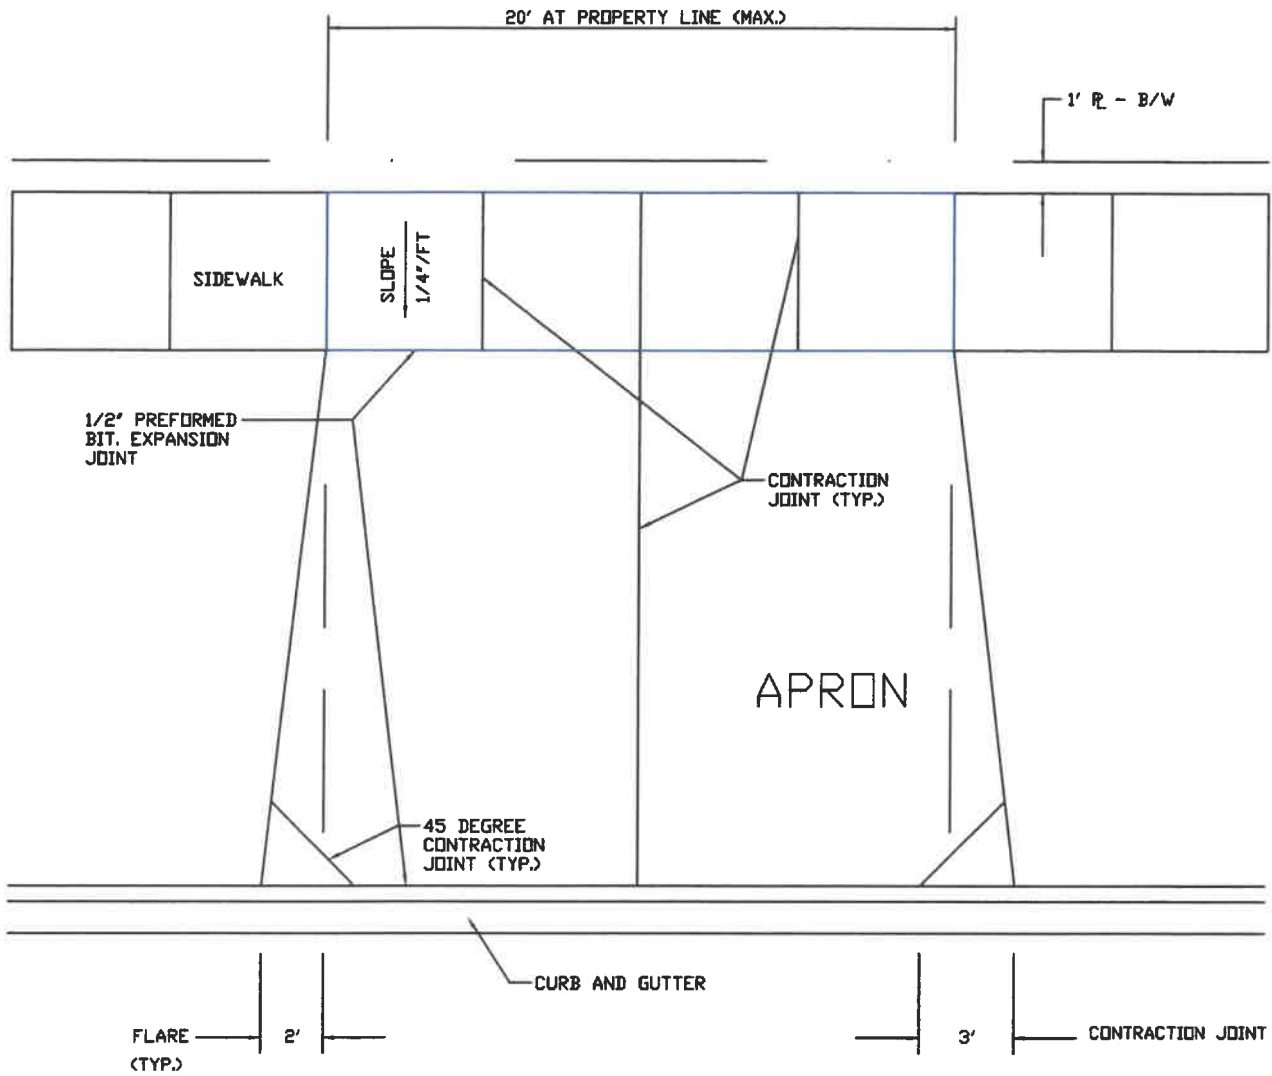 20' AT PROPERTY LINE (MAX.)
1' ⅊ - B/W
SIDEWALK
SLOPE
1/4"/FT
1/2" PREFORMED
BIT. EXPANSION
JOINT
CONTRACTION
JOINT (TYP.)
APRON
45 DEGREE
CONTRACTION
JOINT (TYP.)
CURB AND GUTTER
FLARE
(TYP.)
2'
3'
CONTRACTION JOINT